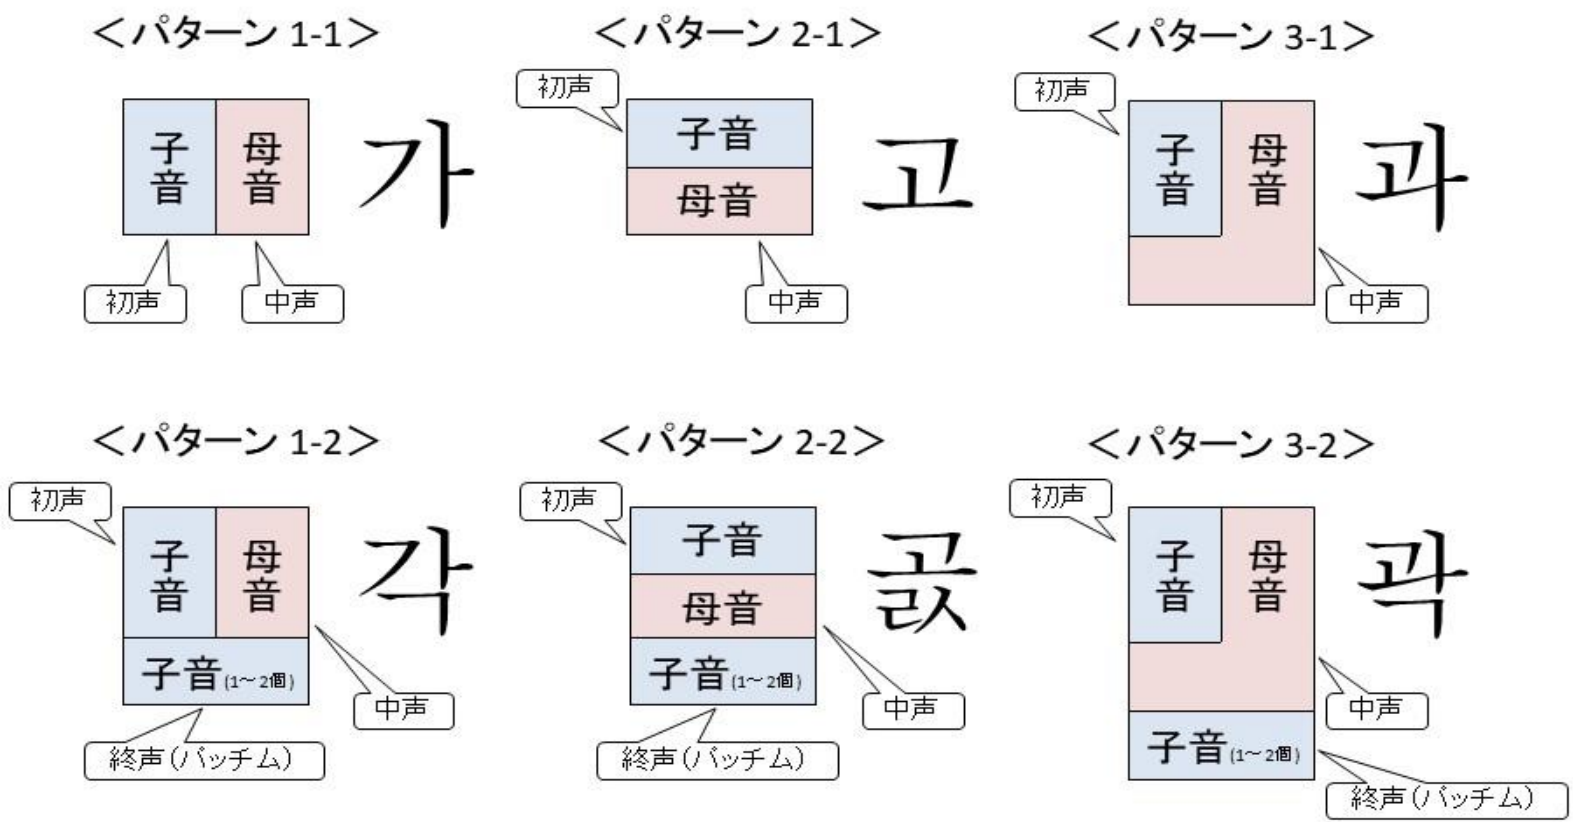 ＜パターン 1-1＞
子音
母音
가
初声
中声
＜パターン 2-1＞
初声
子音
母音
고
中声
＜パターン 3-1＞
初声
子音
母音
과
中声
＜パターン 1-2＞
初声
子音
母音
각
子音(1～2個)
中声
終声(パッチム)
＜パターン 2-2＞
初声
子音
母音
곬
子音(1～2個)
中声
終声(パッチム)
＜パターン 3-2＞
初声
子音
母音
곽
中声
子音(1～2個)
終声(パッチム)